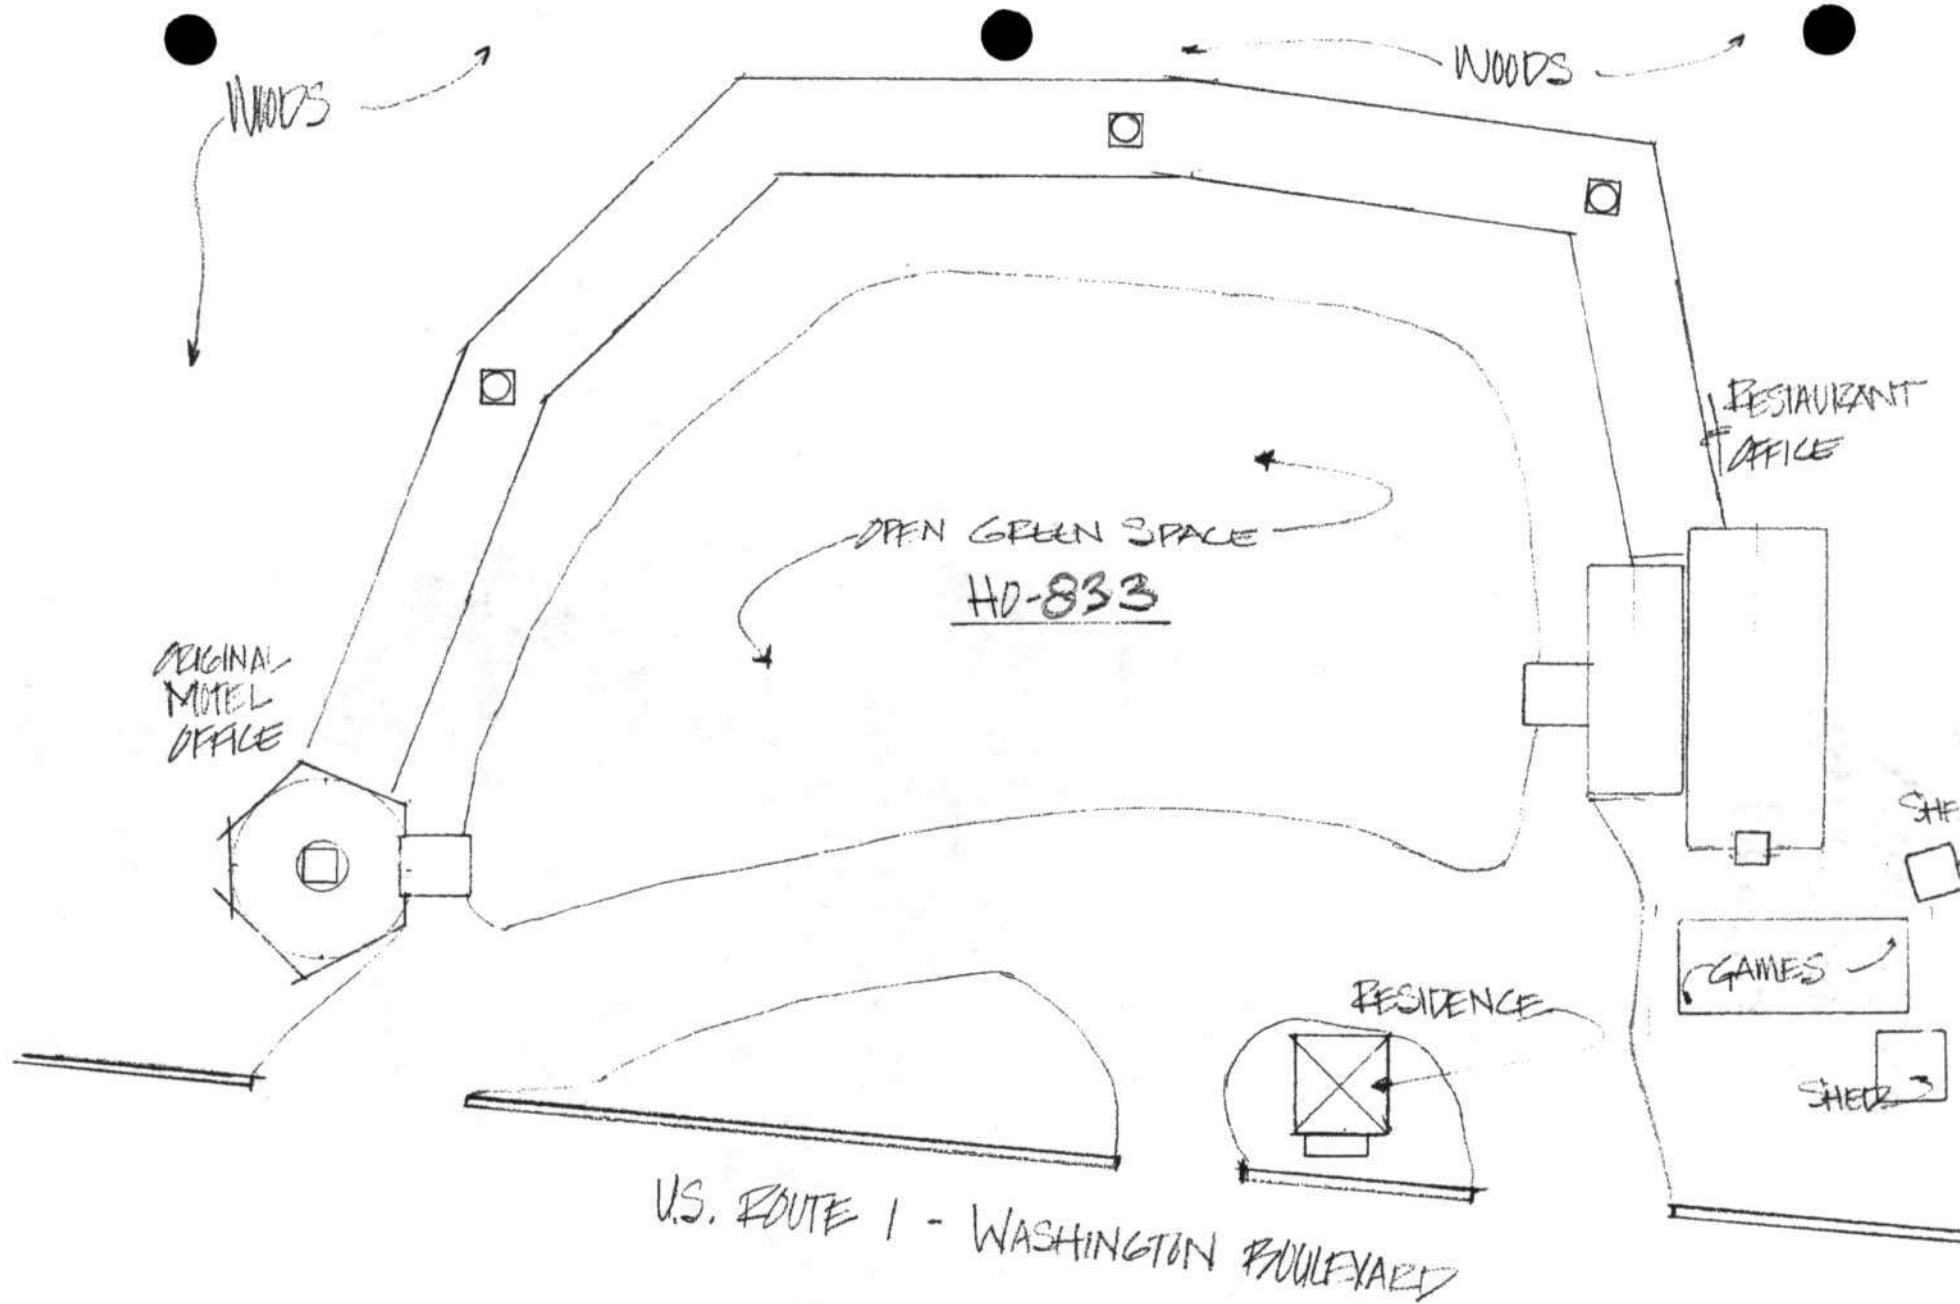 WOODS
WOODS
RESTAURANT
OFFICE
OPEN GREEN SPACE
HO-833
ORIGINAL
MOTEL
OFFICE
SHE
GAMES
RESIDENCE
SHED
U.S. ROUTE 1 - WASHINGTON BOULEVARD